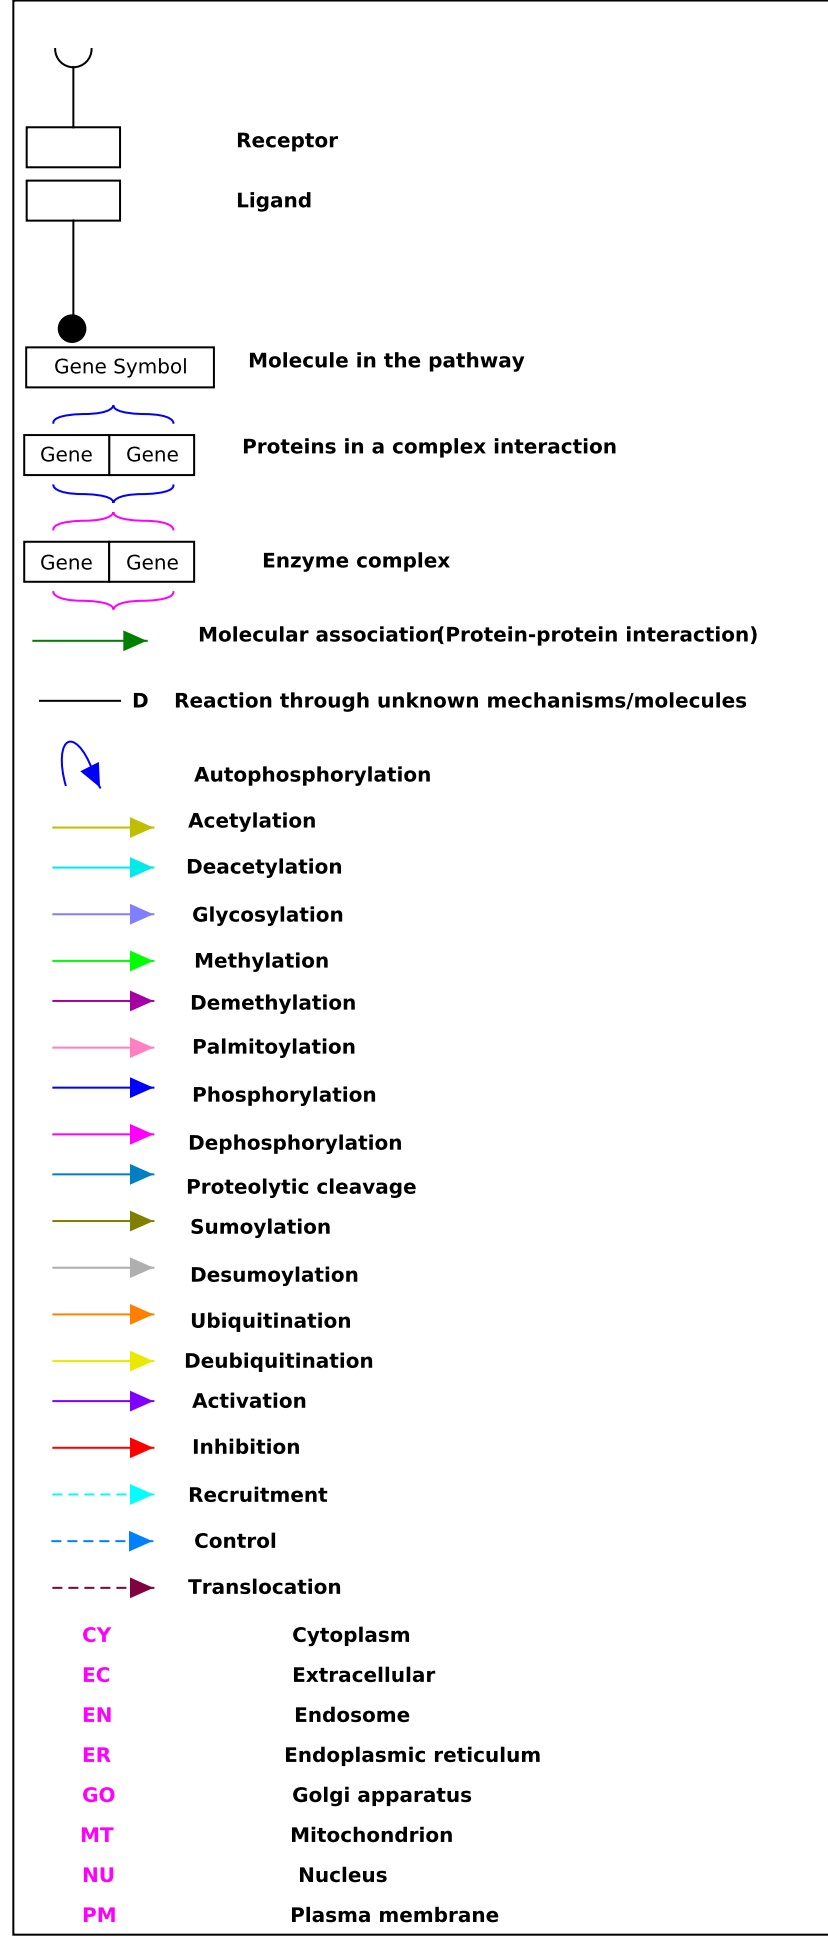 Receptor
Ligand
Gene Symbol Molecule in the pathway
Gene Gene Proteins in a complex interaction
Gene Gene Enzyme complex
Molecular association(Protein-protein interaction)
D Reaction through unknown mechanisms/molecules
Autophosphorylation
Acetylation
Deacetylation
Glycosylation
Methylation
Demethylation
Palmitoylation
Phosphorylation
Dephosphorylation
Proteolytic cleavage
Sumoylation
Desumoylation
Ubiquitination
Deubiquitination
Activation
Inhibition
Recruitment
Control
Translocation
CY Cytoplasm
EC Extracellular
EN Endosome
ER Endoplasmic reticulum
GO Golgi apparatus
MT Mitochondrion
NU Nucleus
PM Plasma membrane